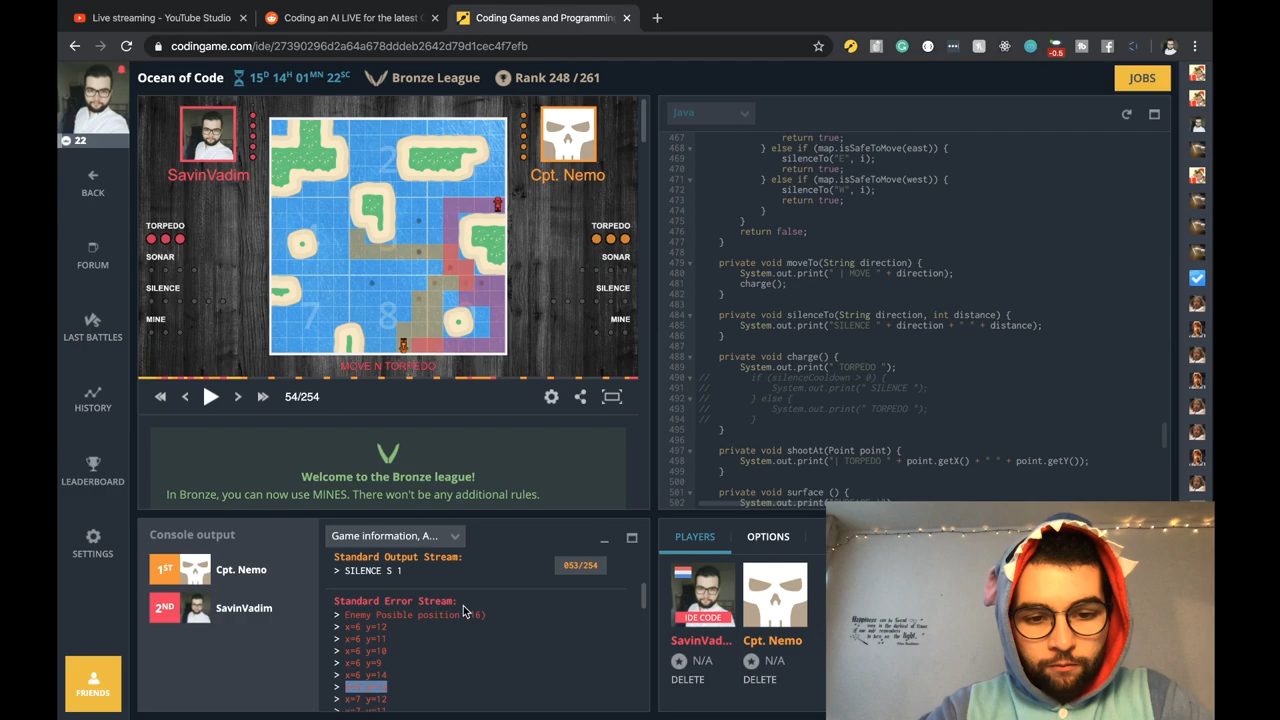 Live streaming - YouTube Studio
Coding an AI LIVE for the latest
Coding Games and Programming
codingame.com/ide/27390296d2a64a678dddeb2642d79d1cec4f7efb
-0.5
Ocean of Code
15D 14H 01MN 22SC
Bronze League
Rank 248 /261
JOBS
22
BACK
FORUM
LAST BATTLES
HISTORY
LEADERBOARD
SETTINGS
FRIENDS
SavinVadim
Cpt. Nemo
TORPEDO
SONAR
SILENCE
MINE
TORPEDO
SONAR
SILENCE
MINE
2
7
8
MOVE N TORPEDO
54/254
Welcome to the Bronze league!
In Bronze, you can now use MINES. There won't be any additional rules.
Java
467 return true;
468 } else if (map.isSafeToMove(east)) {
469 silenceTo("E", i);
470 return true;
471 } else if (map.isSafeToMove(west)) {
472 silenceTo("W", i);
473 return true;
474 }
475 }
476 return false;
477 }
478
479 private void moveTo(String direction) {
480 System.out.print(" | MOVE " + direction);
481 charge();
482 }
483
484 private void silenceTo(String direction, int distance) {
485 System.out.print("SILENCE " + direction + " " + distance);
486 }
487
488 private void charge() {
489 System.out.print(" TORPEDO ");
490 // if (silenceCooldown > 0) {
491 // System.out.print(" SILENCE ");
492 // } else {
493 // System.out.print(" TORPEDO ");
494 // }
495 }
496
497 private void shootAt(Point point) {
498 System.out.print("| TORPEDO " + point.getX() + " " + point.getY());
499 }
500
501 private void surface () {
502
Console output
1ST Cpt. Nemo
2ND SavinVadim
Game information, A...
Standard Output Stream:
> SILENCE S 1
053/254
Standard Error Stream:
> Enemy Posible position
> x=6 y=12
> x=6 y=11
> x=6 y=10
> x=6 y=9
> x=6 y=14
> x=7 y=12
PLAYERS
OPTIONS
SavinVad...
IDE CODE
N/A
DELETE
Cpt. Nemo
N/A
DELETE